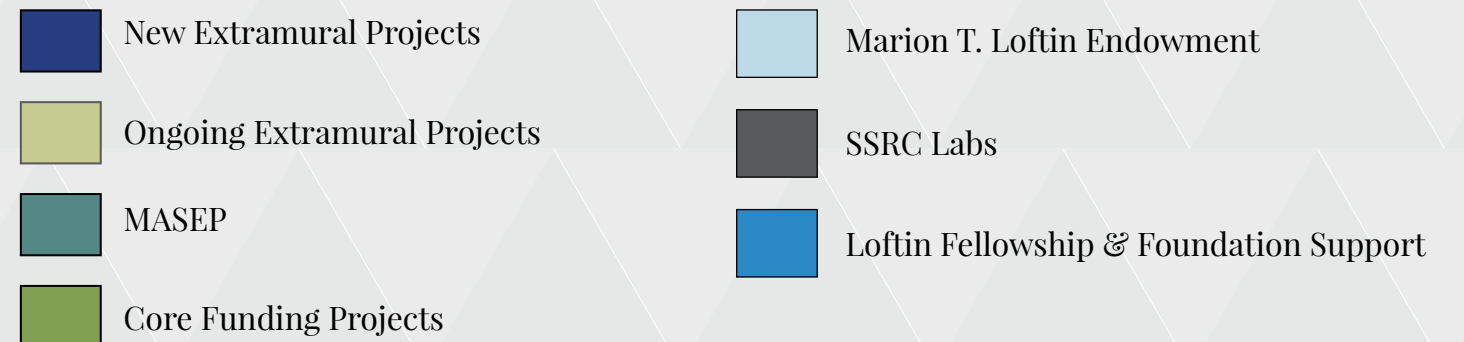 New Extramural Projects
Ongoing Extramural Projects
MASEP
Core Funding Projects
Marion T. Loftin Endowment
SSRC Labs
Loftin Fellowship & Foundation Support